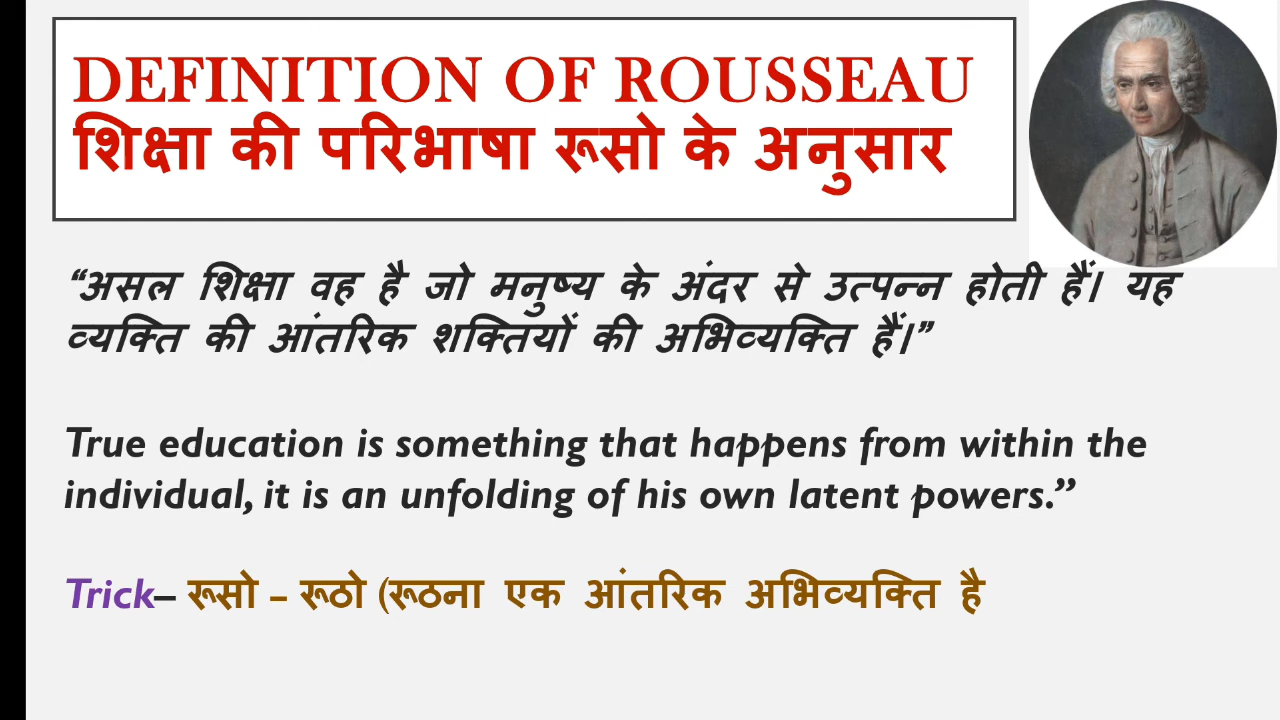 DEFINITION OF ROUSSEAU
शिक्षा की परिभाषा रूसो के अनुसार
“असल शिक्षा वह है जो मनुष्य के अंदर से उत्पन्न होती हैं। यह
व्यक्ति की आंतरिक शक्तियों की अभिव्यक्ति हैं।”
True education is something that happens from within the
individual, it is an unfolding of his own latent powers.”
Trick– रूसो – रूठो (रूठना एक आंतरिक अभिव्यक्ति है